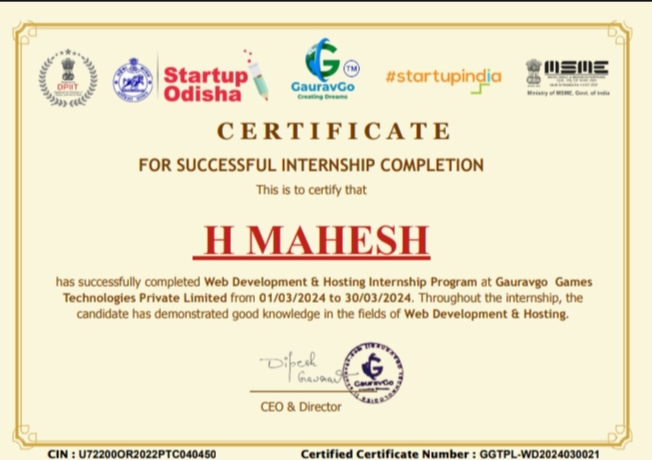 DPIIT
Startup
Odisha
GauravGo
TM
Creating Dreams
#startupindia
MSME
Ministry of MSME, Govt. of India
CERTIFICATE
FOR SUCCESSFUL INTERNSHIP COMPLETION
This is to certify that
H MAHESH
has successfully completed Web Development & Hosting Internship Program at Gauravgo Games
Technologies Private Limited from 01/03/2024 to 30/03/2024. Throughout the internship, the
candidate has demonstrated good knowledge in the fields of Web Development & Hosting.
Dipesh
GauravGo
CEO & Director
CIN : U72200OR2022PTC040450 Certified Certificate Number : GGTPL-WD2024030021